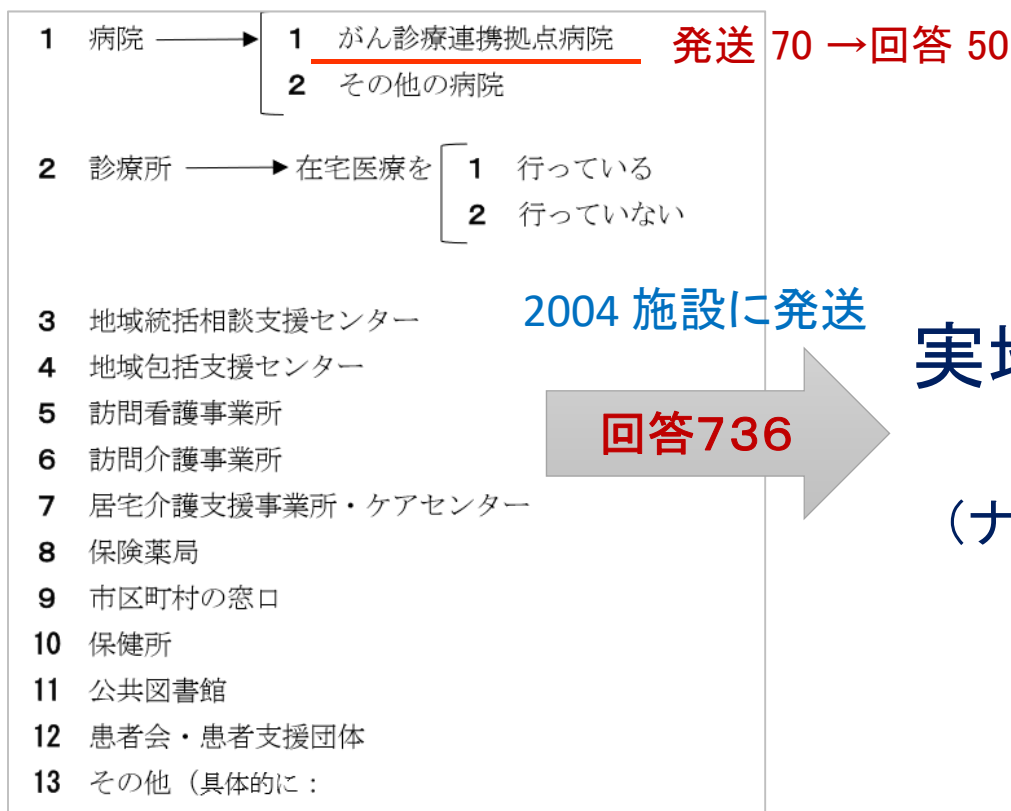 1 病院 → 1 がん診療連携拠点病院 発送 70 →回答 50
2 その他の病院
2 診療所 → 在宅医療を 1 行っている
2 行っていない
2004 施設に発送
3 地域統括相談支援センター
4 地域包括支援センター
実
5 訪問看護事業所
回答736
6 訪問介護事業所
7 居宅介護支援事業所・ケアセンター
（ナ
8 保険薬局
9 市区町村の窓口
10 保健所
11 公共図書館
12 患者会・患者支援団体
13 その他（具体的に：